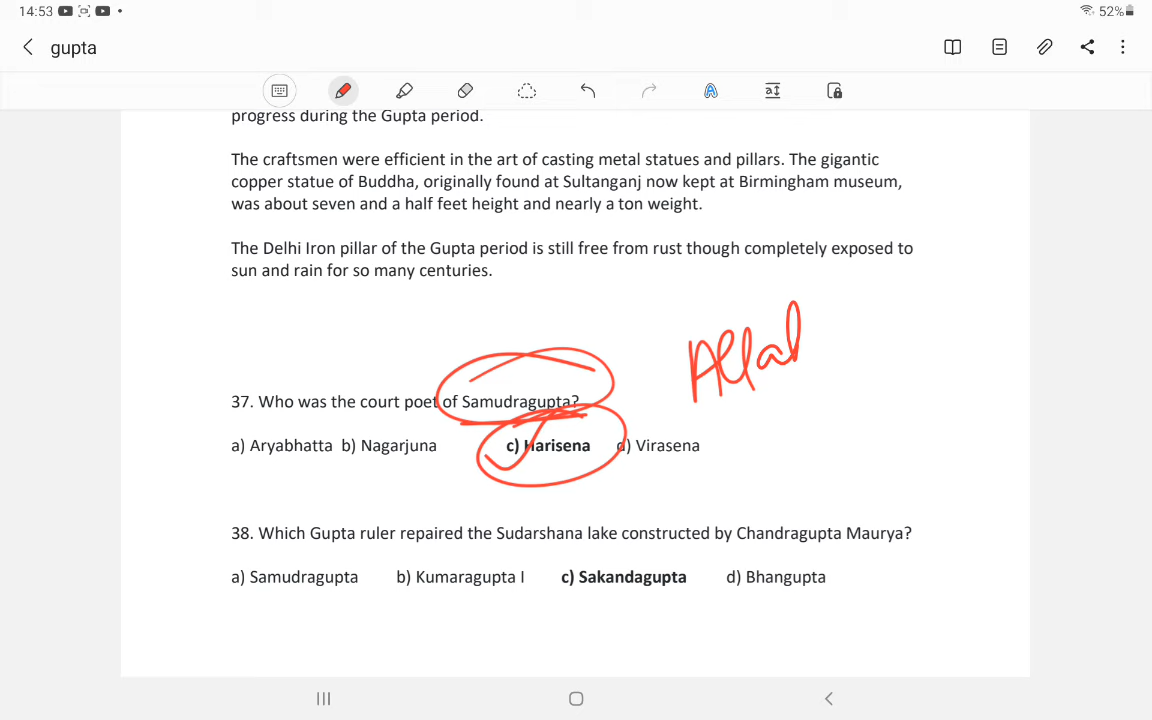 14:53
52%
gupta
progress during the Gupta period.
The craftsmen were efficient in the art of casting metal statues and pillars. The gigantic
copper statue of Buddha, originally found at Sultanganj now kept at Birmingham museum,
was about seven and a half feet height and nearly a ton weight.
The Delhi Iron pillar of the Gupta period is still free from rust though completely exposed to
sun and rain for so many centuries.
Allah
37. Who was the court poet of Samudragupta?
a) Aryabhatta b) Nagarjuna c) Harisena d) Virasena
38. Which Gupta ruler repaired the Sudarshana lake constructed by Chandragupta Maurya?
a) Samudragupta b) Kumaragupta I c) Sakandagupta d) Bhangupta